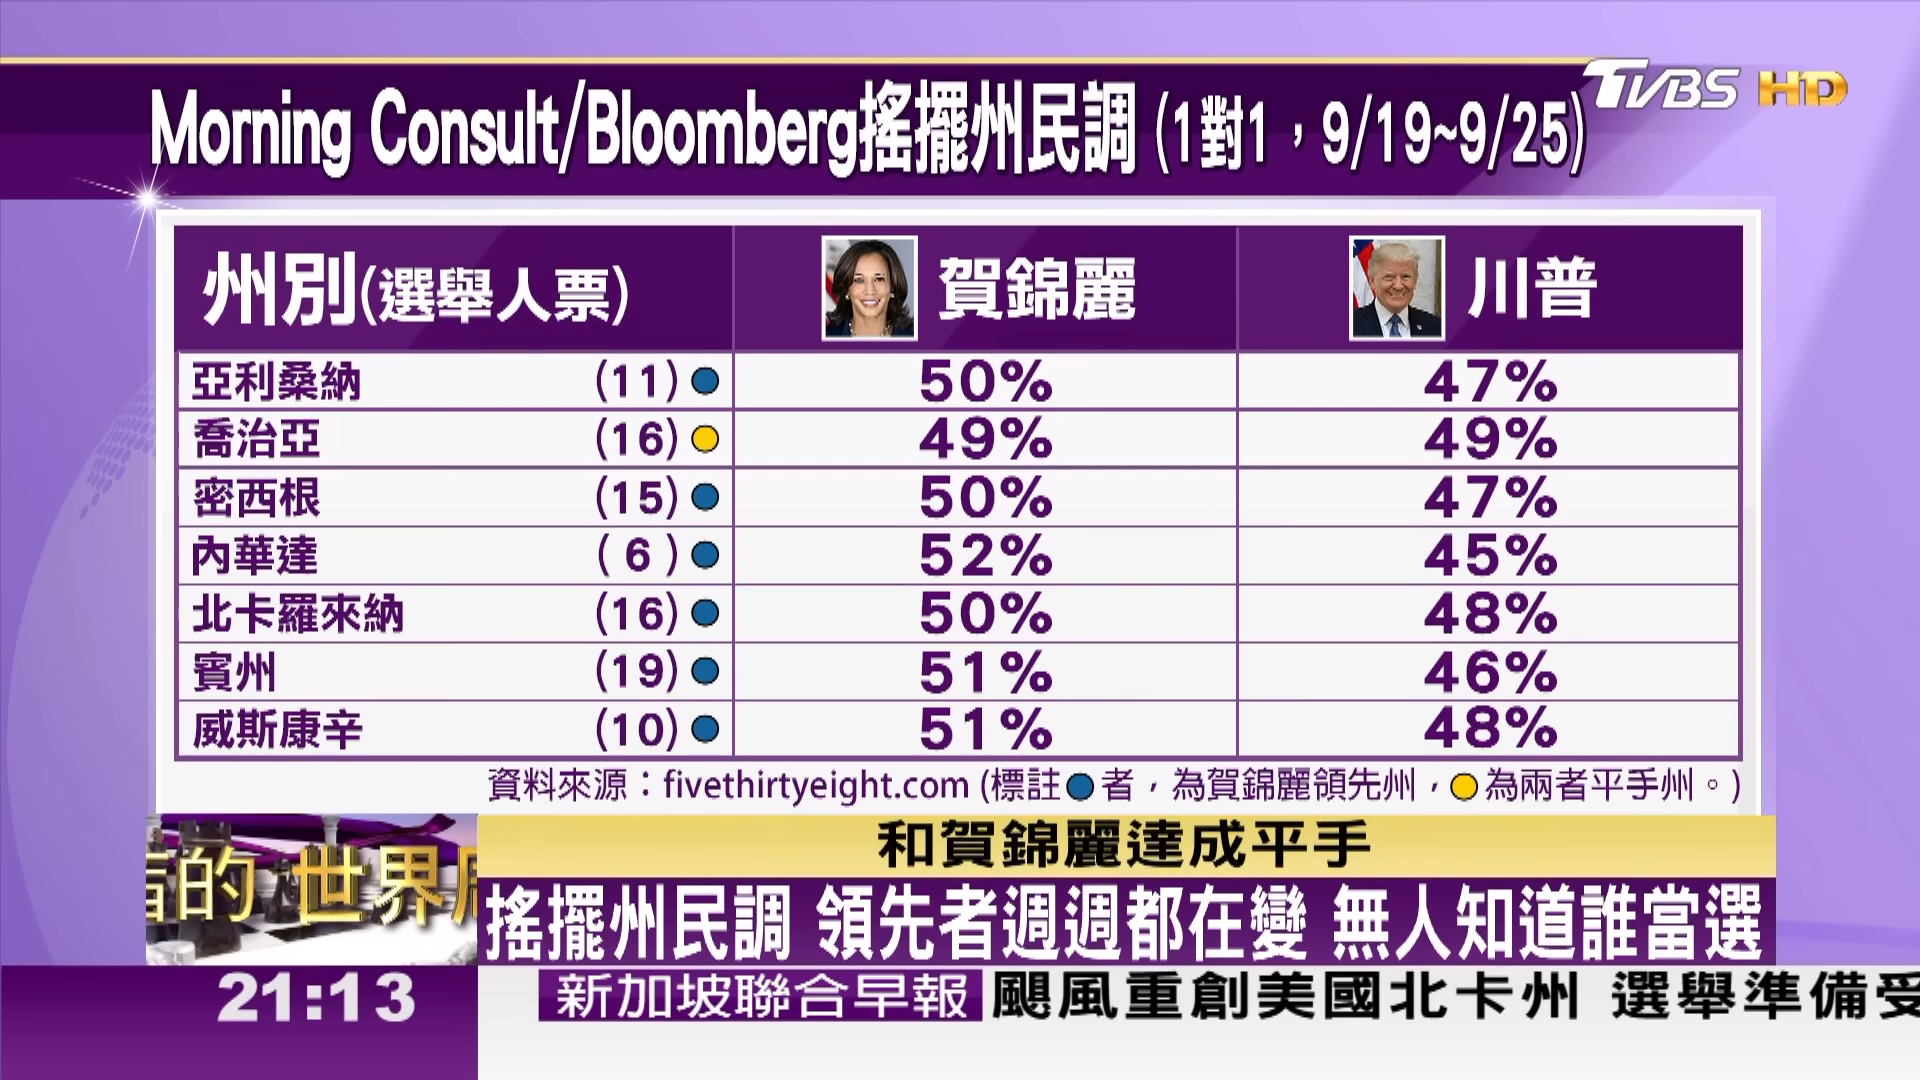 TVBS HD
Morning Consult/Bloomberg搖擺州民調 (1對1,9/19~9/25)
州別(選舉人票) 賀錦麗 川普
亞利桑納 (11) 50% 47%
喬治亞 (16) 49% 49%
密西根 (15) 50% 47%
內華達 ( 6 ) 52% 45%
北卡羅來納 (16) 50% 48%
賓州 (19) 51% 46%
威斯康辛 (10) 51% 48%
資料來源:fivethirtyeight.com (標註●者,為賀錦麗領先州,●為兩者平手州。)
和賀錦麗達成平手
的 世界
搖擺州民調 領先者週週都在變 無人知道誰當選
21:13
新加坡聯合早報 颶風重創美國北卡州 選舉準備受